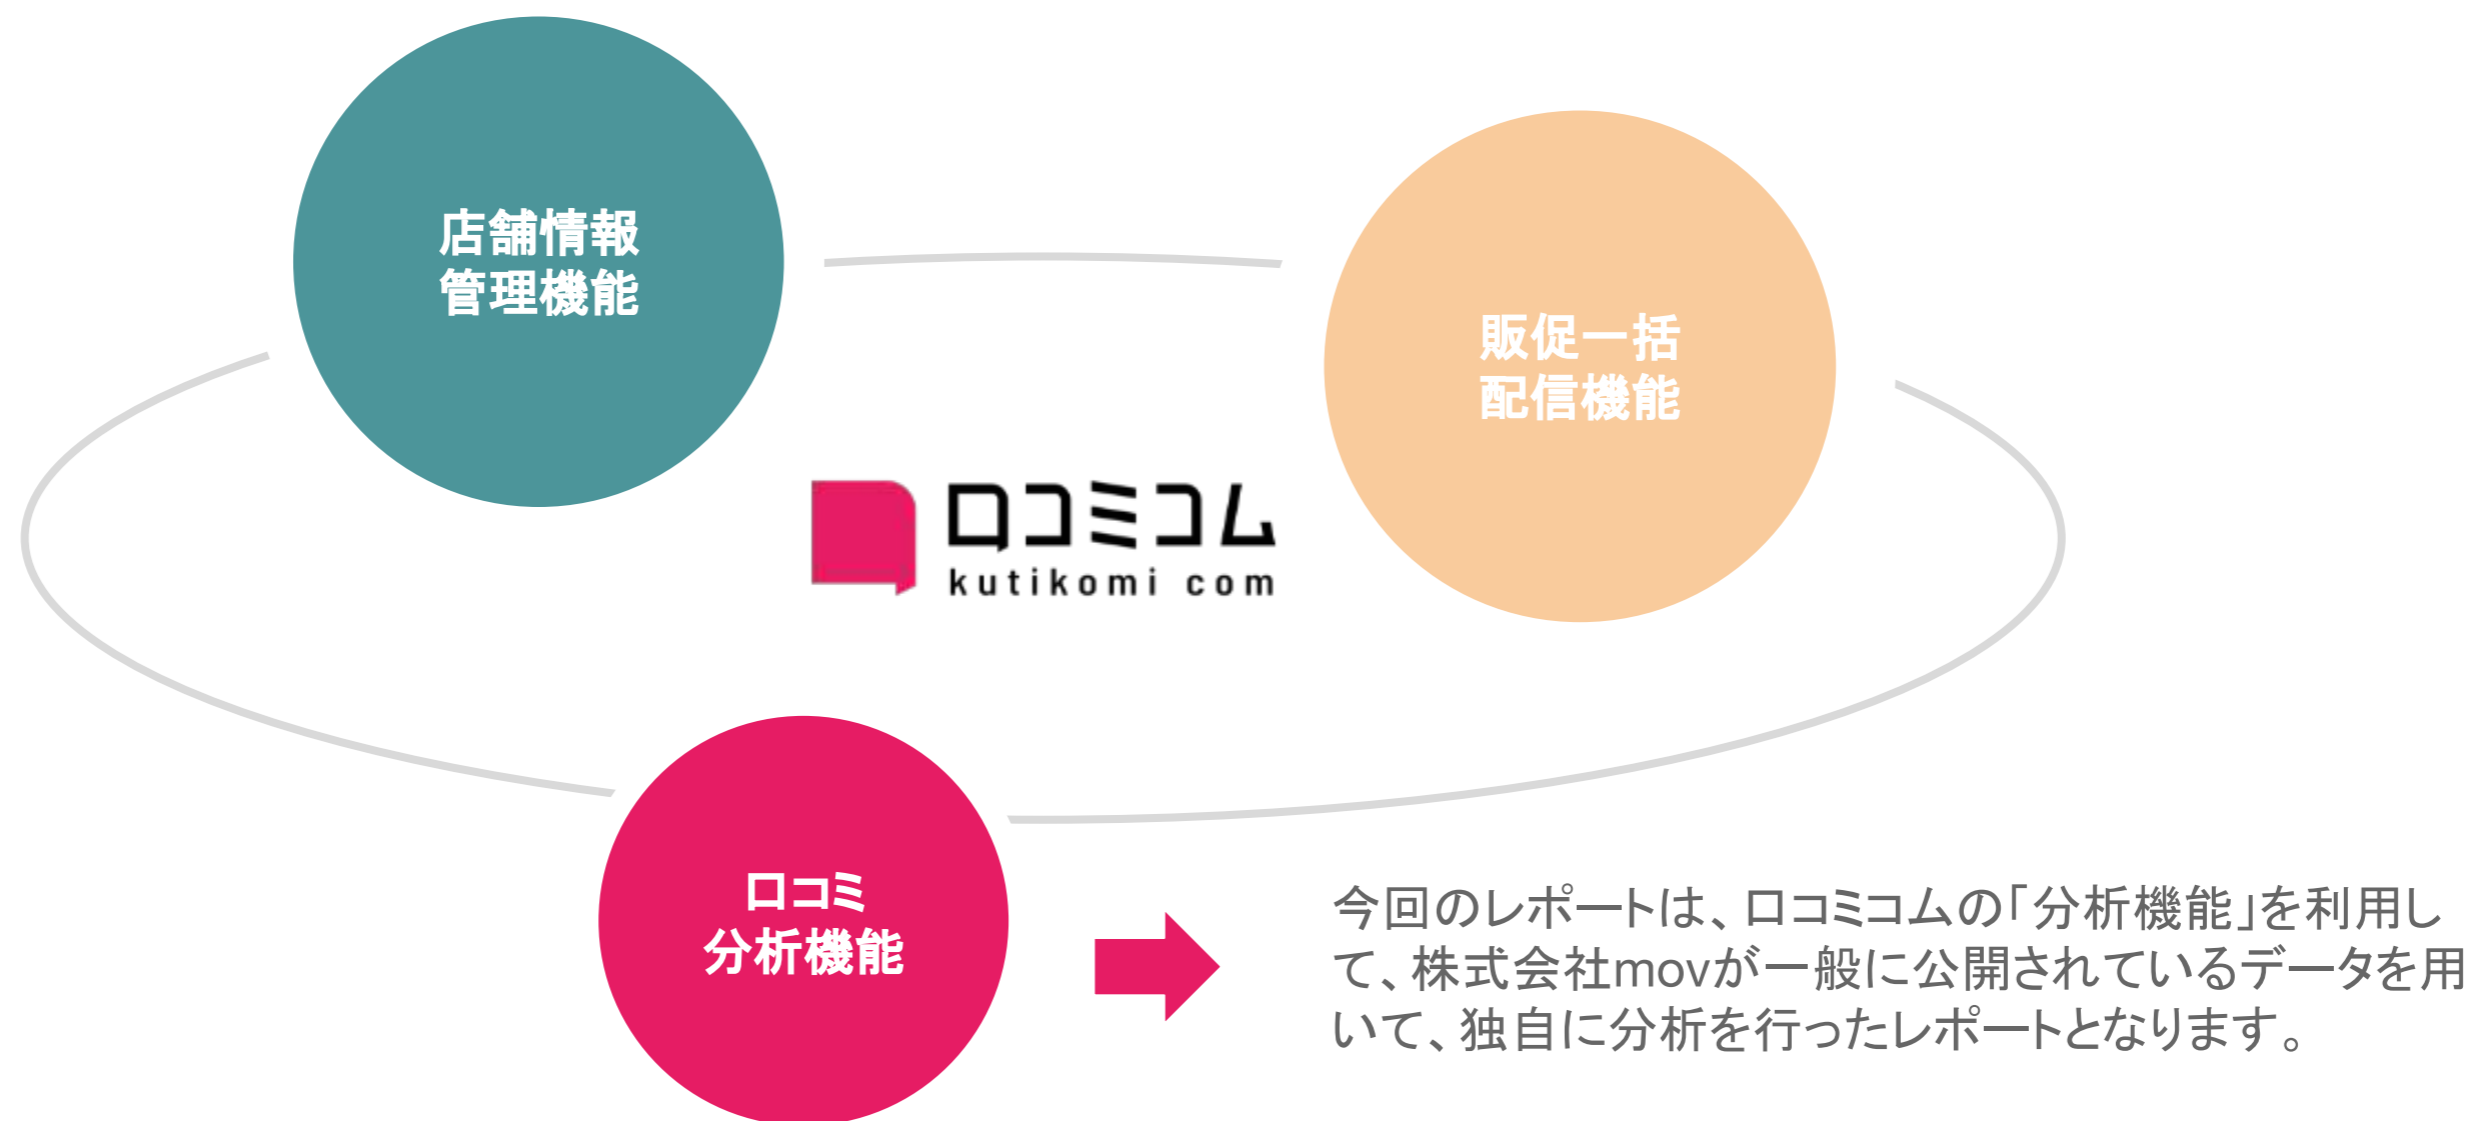 店舗情報
管理機能
販促一括
配信機能
口コミコム
kutikomi com
口コミ
分析機能
今回のレポートは、口コミコムの「分析機能」を利用し
て、株式会社movが一般に公開されているデータを用
いて、独自に分析を行ったレポートとなります。